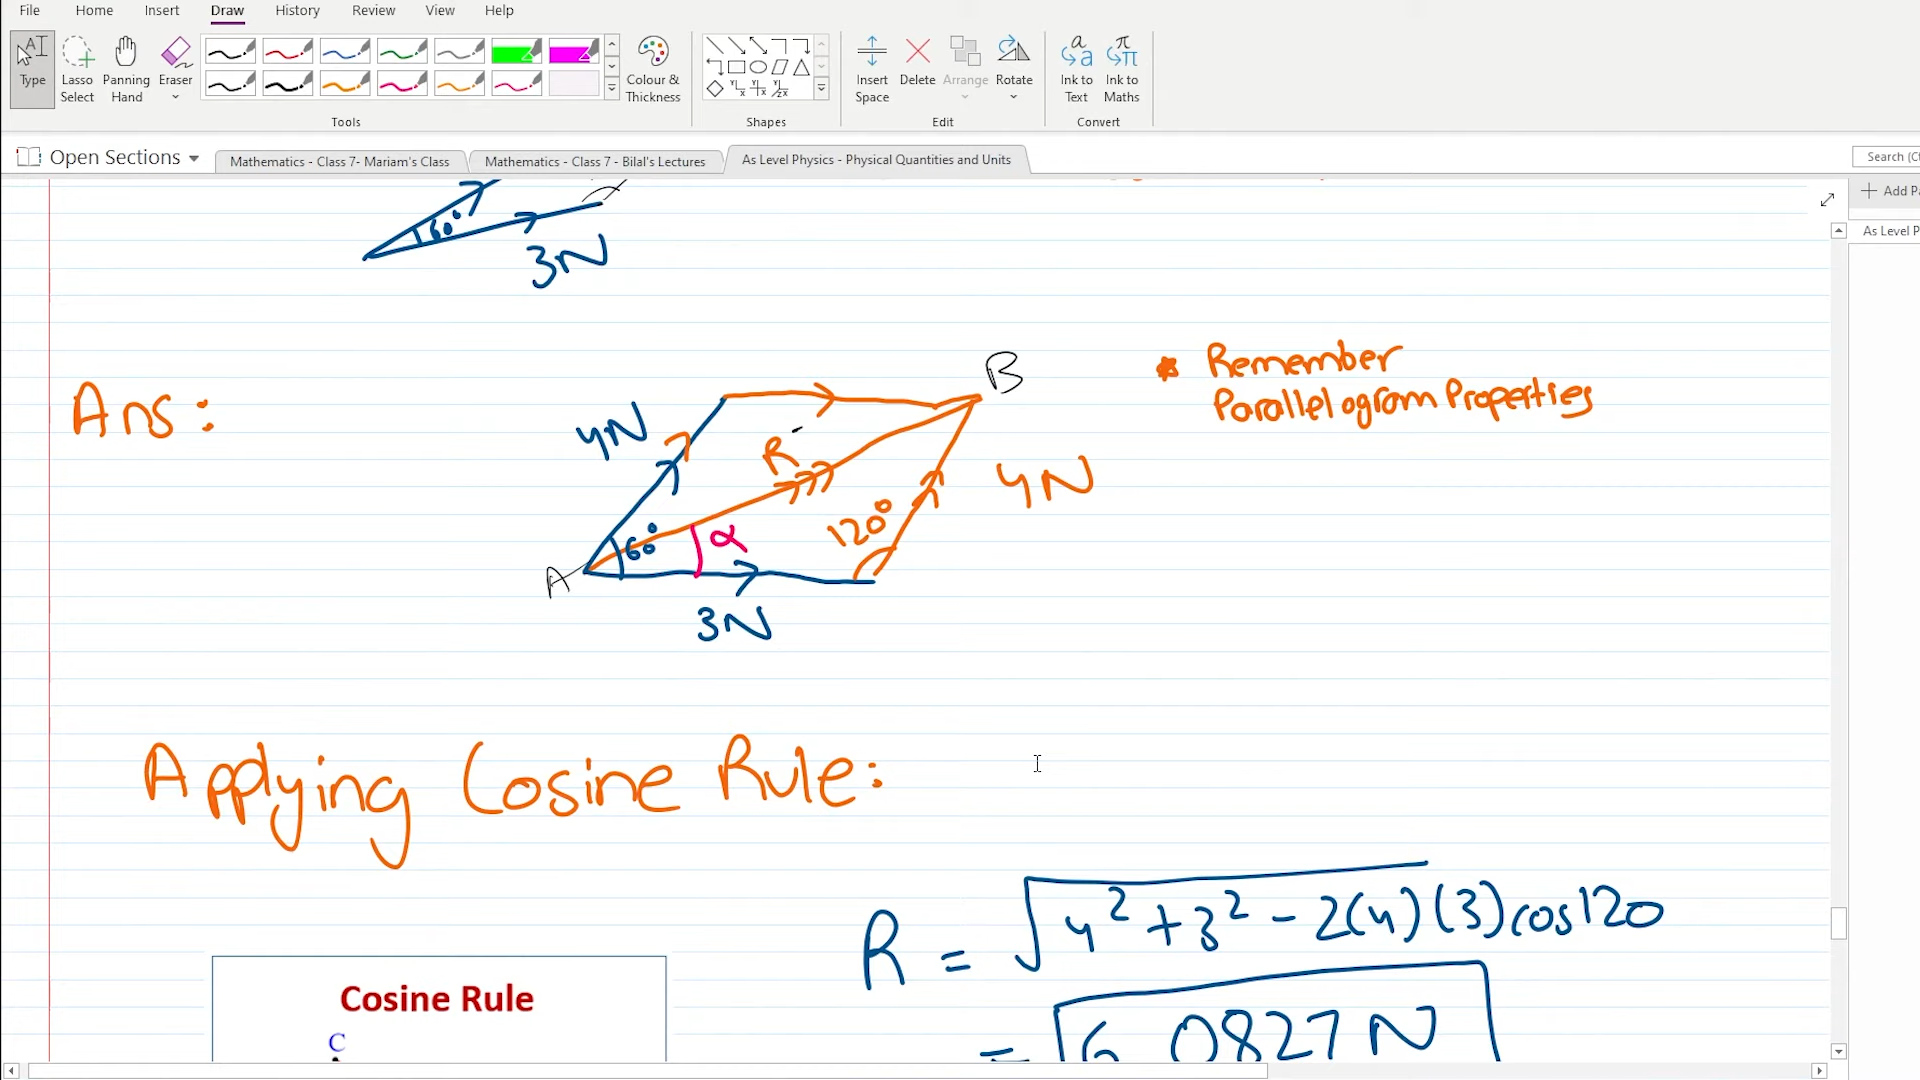 File Home Insert Draw History Review View Help
Type
Lasso Select
Panning Hand
Eraser
Colour & Thickness
Insert Space
Delete
Arrange
Rotate
Ink to Text
Ink to Maths
Tools
Shapes
Edit
Convert
Open Sections
Mathematics - Class 7- Mariam's Class
Mathematics - Class 7 - Bilal's Lectures
As Level Physics - Physical Quantities and Units
Search (Ct
Add Pa
As Level P
60°
3N
Ans:
4N
B
R
4N
60°
α
120°
A
3N
* Remember
Parallelogram Properties
Applying Cosine Rule:
R = √4² + 3² - 2(4)(3)cos120
= 6.0827 N
Cosine Rule
C